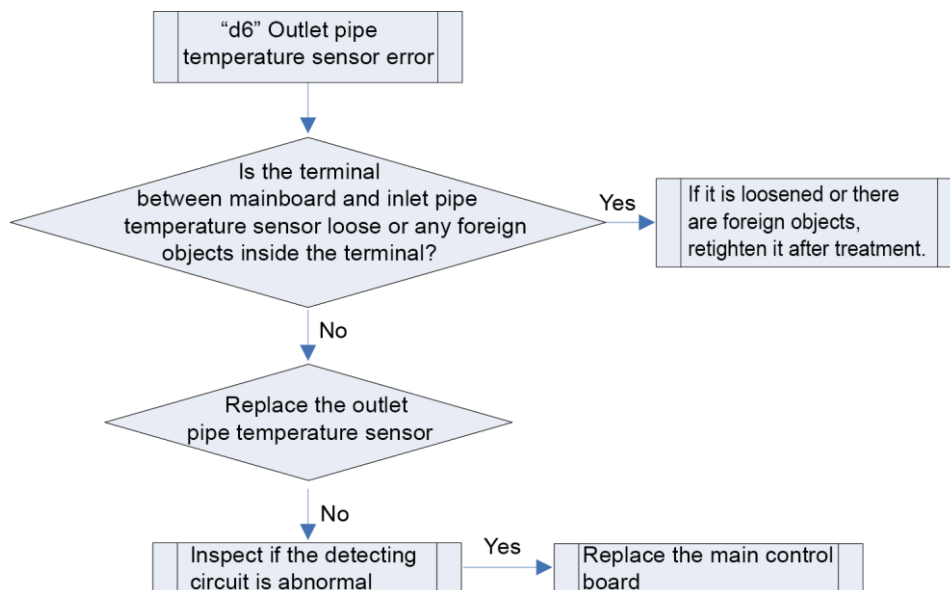 “d6” Outlet pipe
temperature sensor error
Is the terminal
between mainboard and inlet pipe
temperature sensor loose or any foreign
objects inside the terminal?
Yes
If it is loosened or there
are foreign objects,
retighten it after treatment.
No
Replace the outlet
pipe temperature sensor
No
Inspect if the detecting
circuit is abnormal
Yes
Replace the main control
board